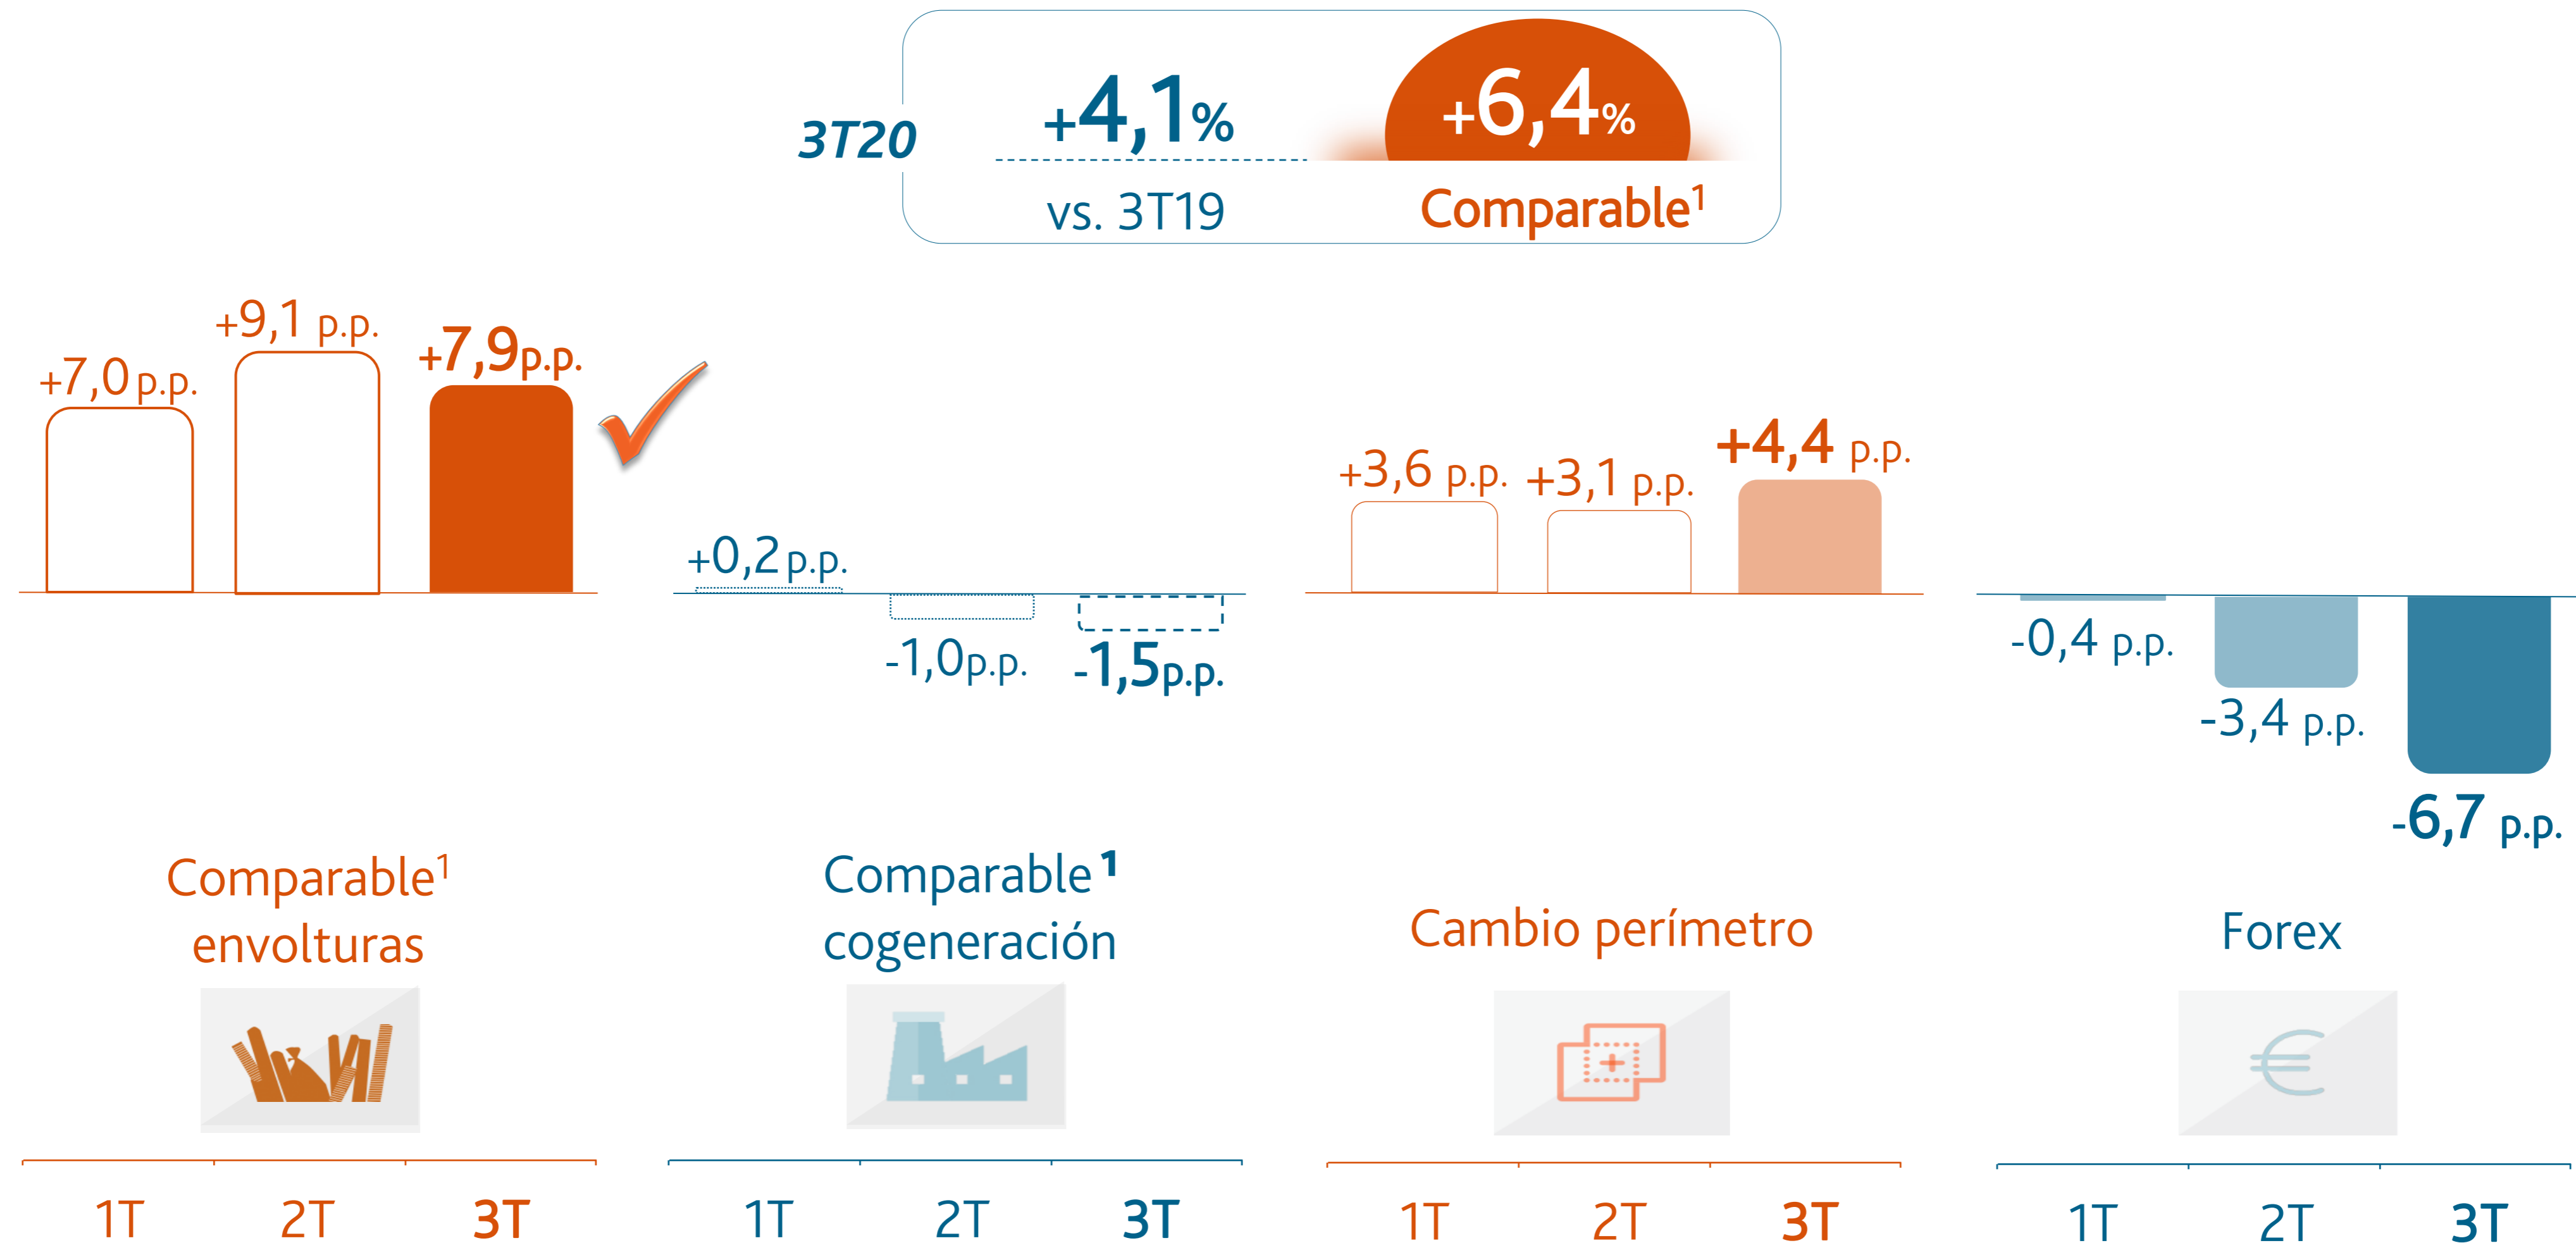 3T20
+4,1%
vs. 3T19
+6,4%
Comparable¹
+7,0 p.p.
+9,1 p.p.
+7,9p.p.
+0,2 p.p.
-1,0p.p.
-1,5p.p.
+3,6 p.p.
+3,1 p.p.
+4,4 p.p.
-0,4 p.p.
-3,4 p.p.
-6,7 p.p.
Comparable¹
envolturas
Comparable¹
cogeneración
Cambio perímetro
Forex
€
1T 2T 3T
1T 2T 3T
1T 2T 3T
1T 2T 3T